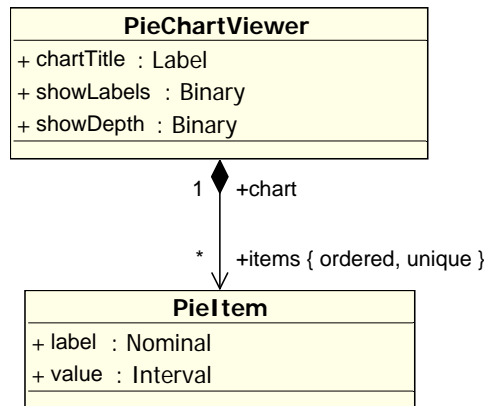 PieChartViewer
+ chartTitle : Label
+ showLabels : Binary
+ showDepth : Binary
1 +chart
* +items { ordered, unique }
PieItem
+ label : Nominal
+ value : Interval